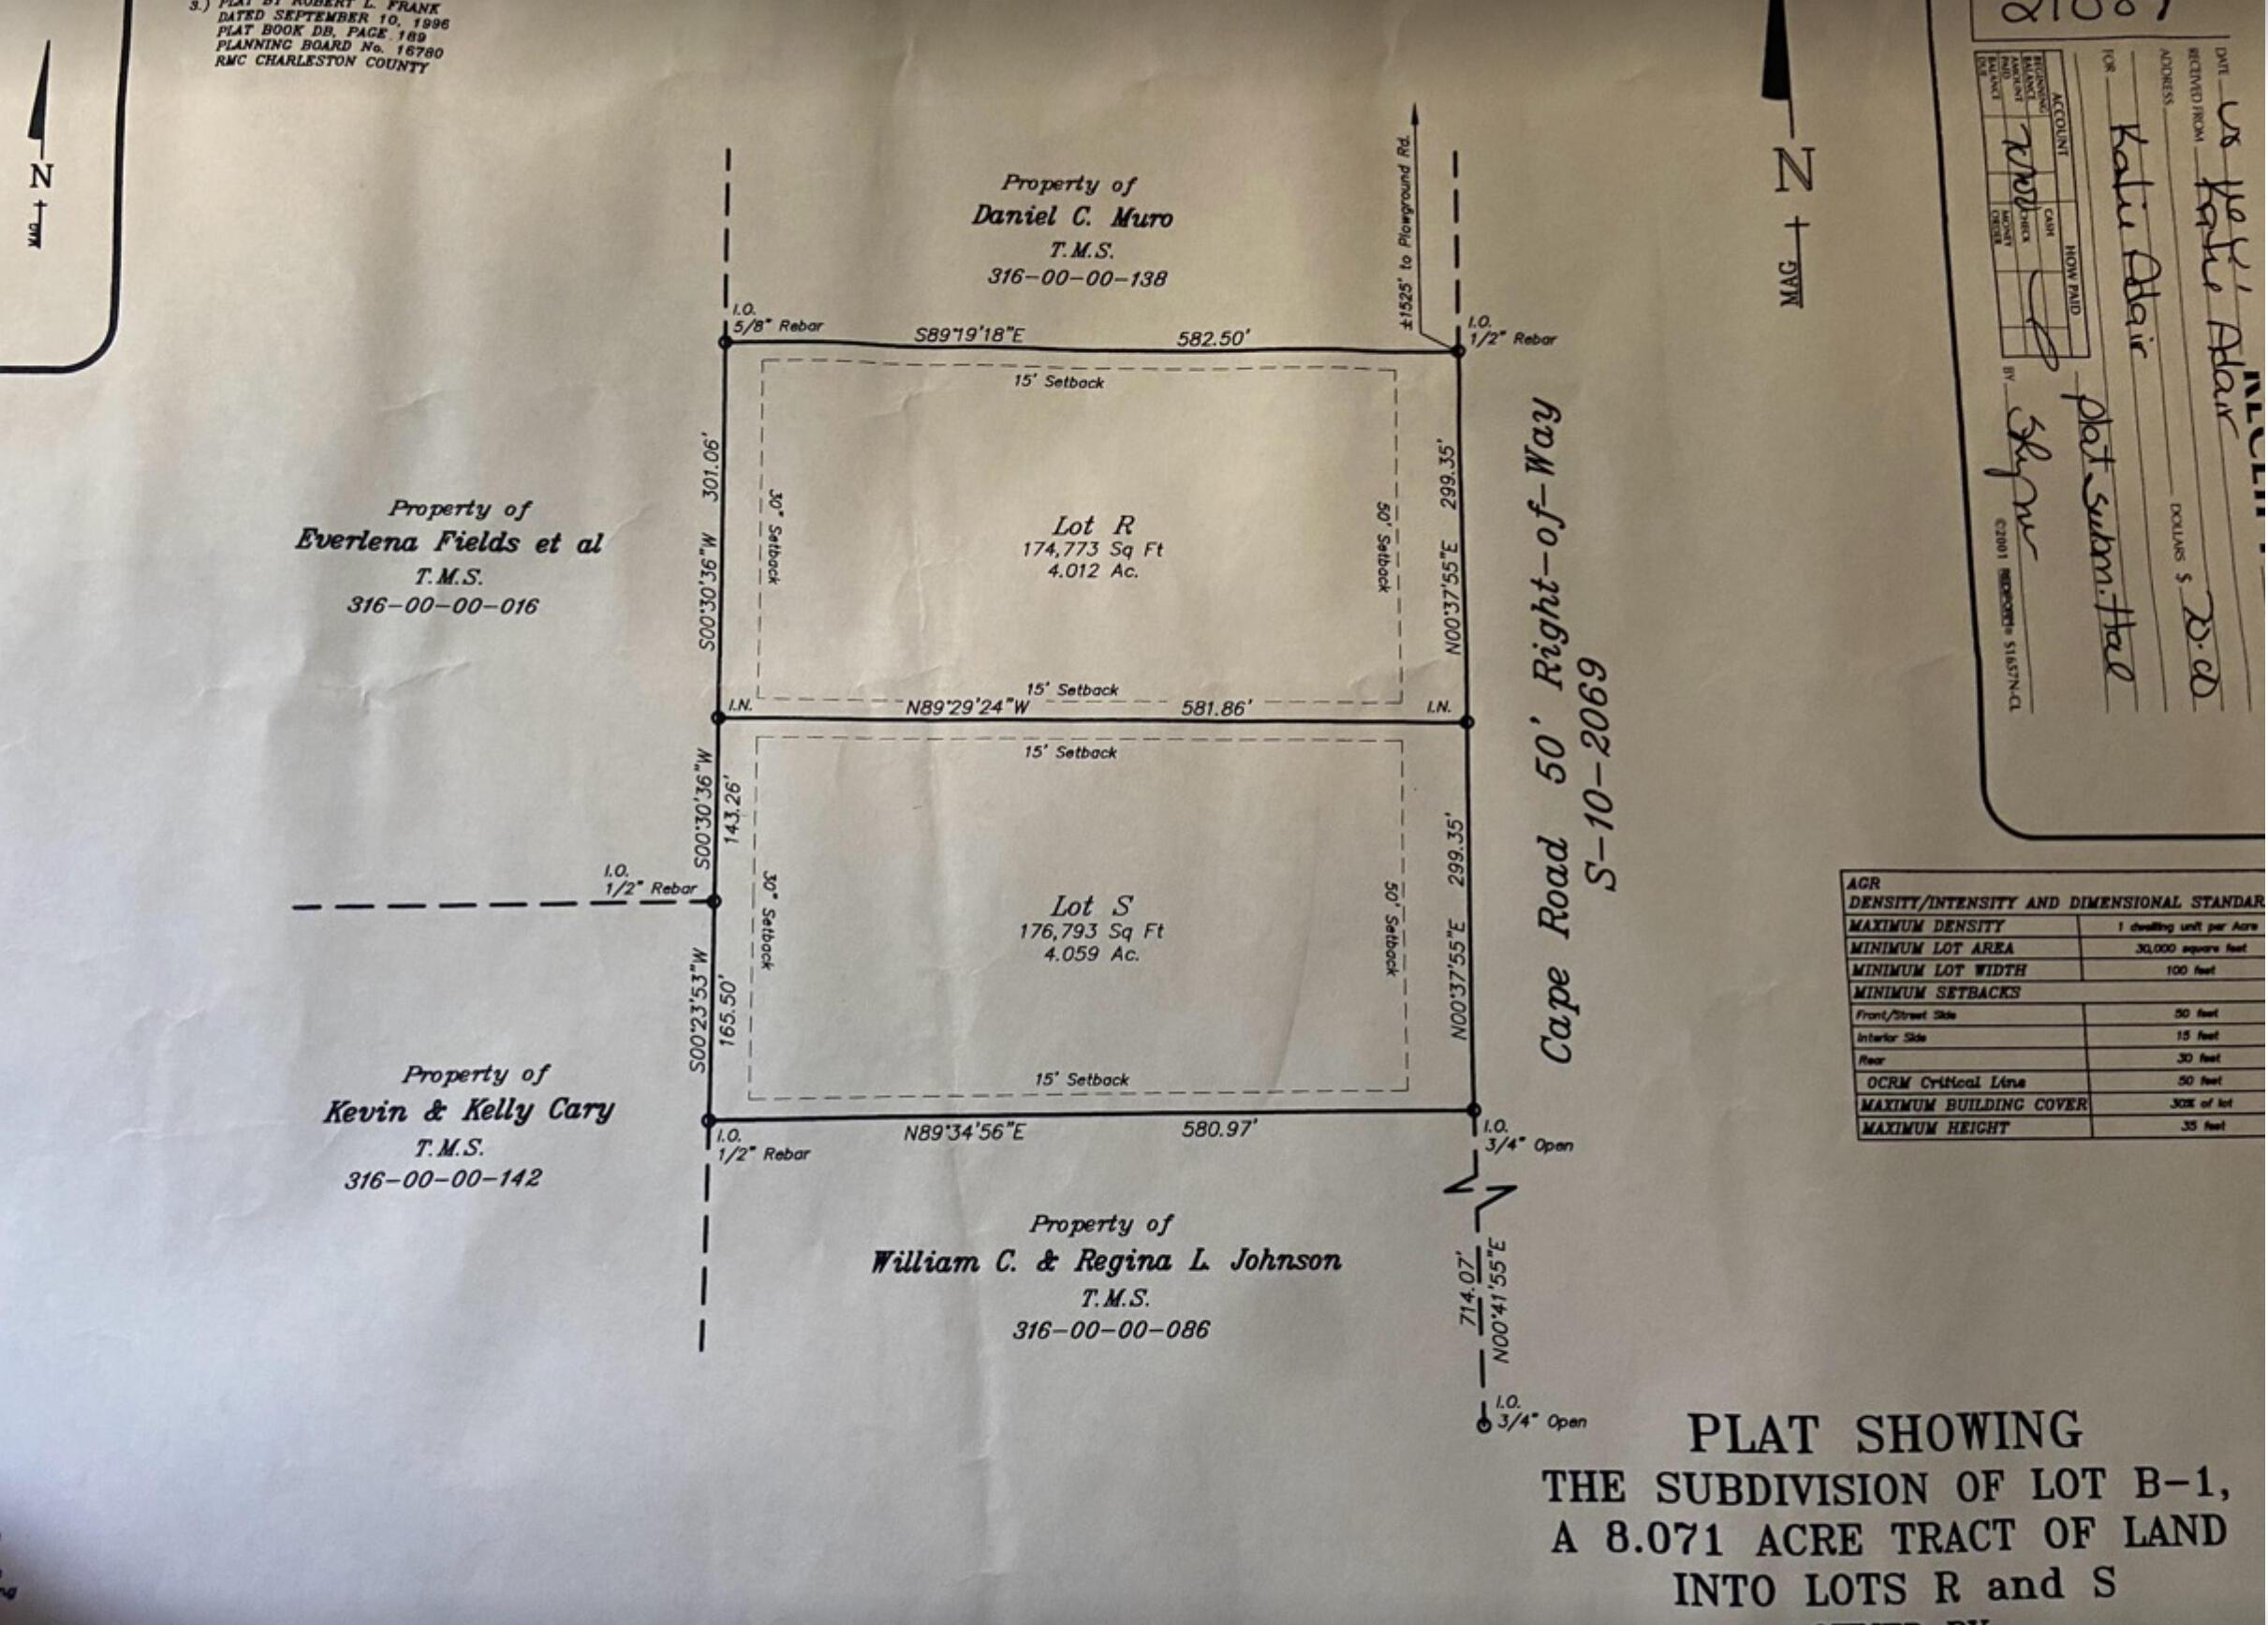 3.) PLAT BY ROBERT L. FRANK
DATED SEPTEMBER 10, 1996
PLAT BOOK DB, PAGE 189
PLANNING BOARD No. 16780
RMC CHARLESTON COUNTY
N
MAG
Property of
Daniel C. Muro
T.M.S.
316-00-00-138
±1525' to Plowground Rd.
N
MAG
I.O.
5/8" Rebar
S89°19'18"E 582.50'
I.O.
1/2" Rebar
15' Setback
301.06'
S00°30'36"W
30" Setback
Lot R
174,773 Sq Ft
4.012 Ac.
50' Setback
N00°37'55"E 299.35'
Property of
Everlena Fields et al
T.M.S.
316-00-00-016
15' Setback
I.N.
N89°29'24"W 581.86'
I.N.
15' Setback
S00°30'36"W
143.26'
I.O.
1/2" Rebar
30" Setback
Lot S
176,793 Sq Ft
4.059 Ac.
50' Setback
N00°37'55"E 299.35'
S00°23'53"W
165.50'
15' Setback
N89°34'56"E 580.97'
I.O.
1/2" Rebar
I.O.
3/4" Open
Cape Road 50' Right-of-Way
S-10-2069
Property of
Kevin & Kelly Cary
T.M.S.
316-00-00-142
Property of
William C. & Regina L Johnson
T.M.S.
316-00-00-086
714.07'
N00°41'55"E
I.O.
3/4" Open
DATE
RECEIVED FROM Katie Adair
ADDRESS
DOLLARS $ 20.00
FOR Katie Adair plat submittal
ACCOUNT
HOW PAID
BEGINNING BALANCE
CASH
AMOUNT PAID
CHECK
BALANCE DUE
MONEY ORDER
BY
©2001 REDIFORM® S1657N-CL
AGR
DENSITY/INTENSITY AND DIMENSIONAL STANDAR
MAXIMUM DENSITY 1 dwelling unit per Acre
MINIMUM LOT AREA 30,000 square feet
MINIMUM LOT WIDTH 100 feet
MINIMUM SETBACKS
Front/Street Side 50 feet
Interior Side 15 feet
Rear 30 feet
OCRM Critical Line 50 feet
MAXIMUM BUILDING COVER 30% of lot
MAXIMUM HEIGHT 35 feet
PLAT SHOWING
THE SUBDIVISION OF LOT B-1,
A 8.071 ACRE TRACT OF LAND
INTO LOTS R and S